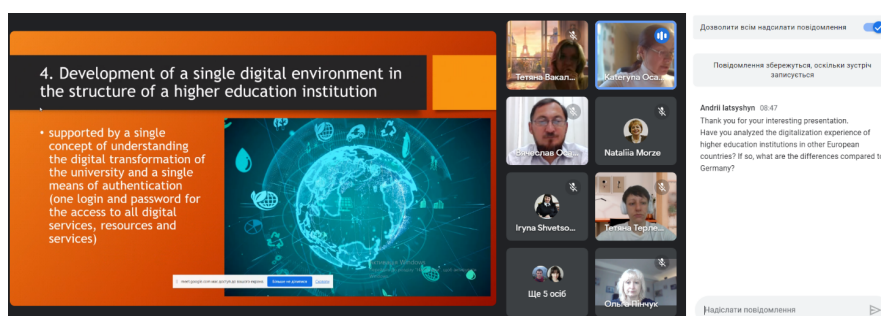 4. Development of a single digital environment in
the structure of a higher education institution
• supported by a single
concept of understanding
the digital transformation of
the university and a single
means of authentication
(one login and password for
the access to all digital
services, resources and
services)
Тетяна Вакал...
Kateryna Oca...
Вячеслав Оса...
Nataliia Morze
Iryna Shvetso...
Тетяна Терле...
Ще 5 осіб
Ольга Пінчук
Дозволити всім надсилати повідомлення
Повідомлення збережуться, оскільки зустріч
записується
Andrii Iatsyshyn 08:47
Thank you for your interesting presentation.
Have you analyzed the digitalization experience of
higher education institutions in other European
countries? If so, what are the differences compared to
Germany?
Надіслати повідомлення